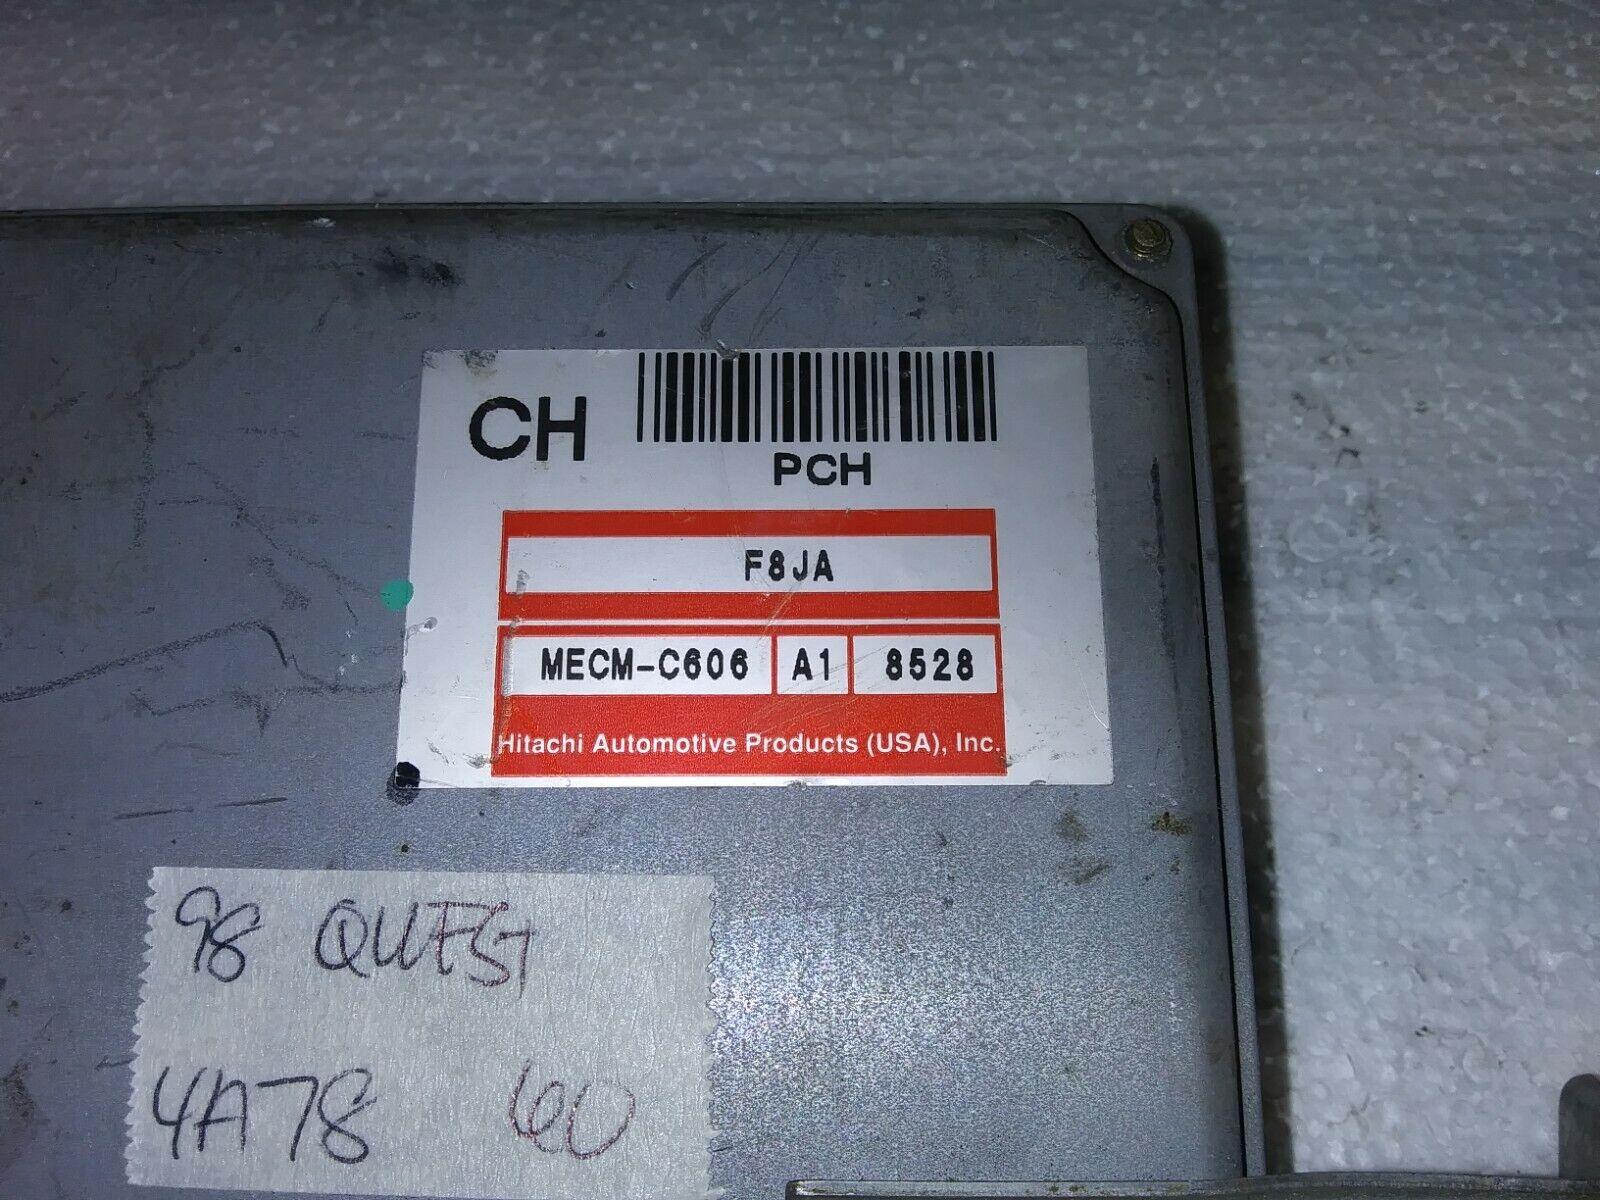 CH
PCH
F8JA
MECM-C606 A1 8528
Hitachi Automotive Products (USA), Inc.
98 QUEST
4A78 60